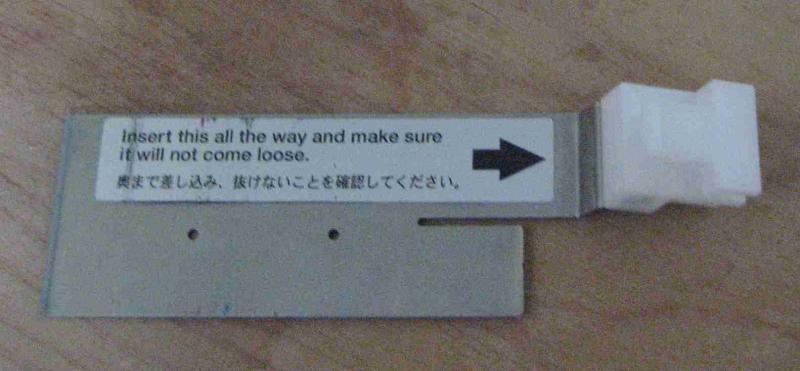 Insert this all the way and make sure
it will not come loose.
奥まで差し込み、抜けないことを確認してください。